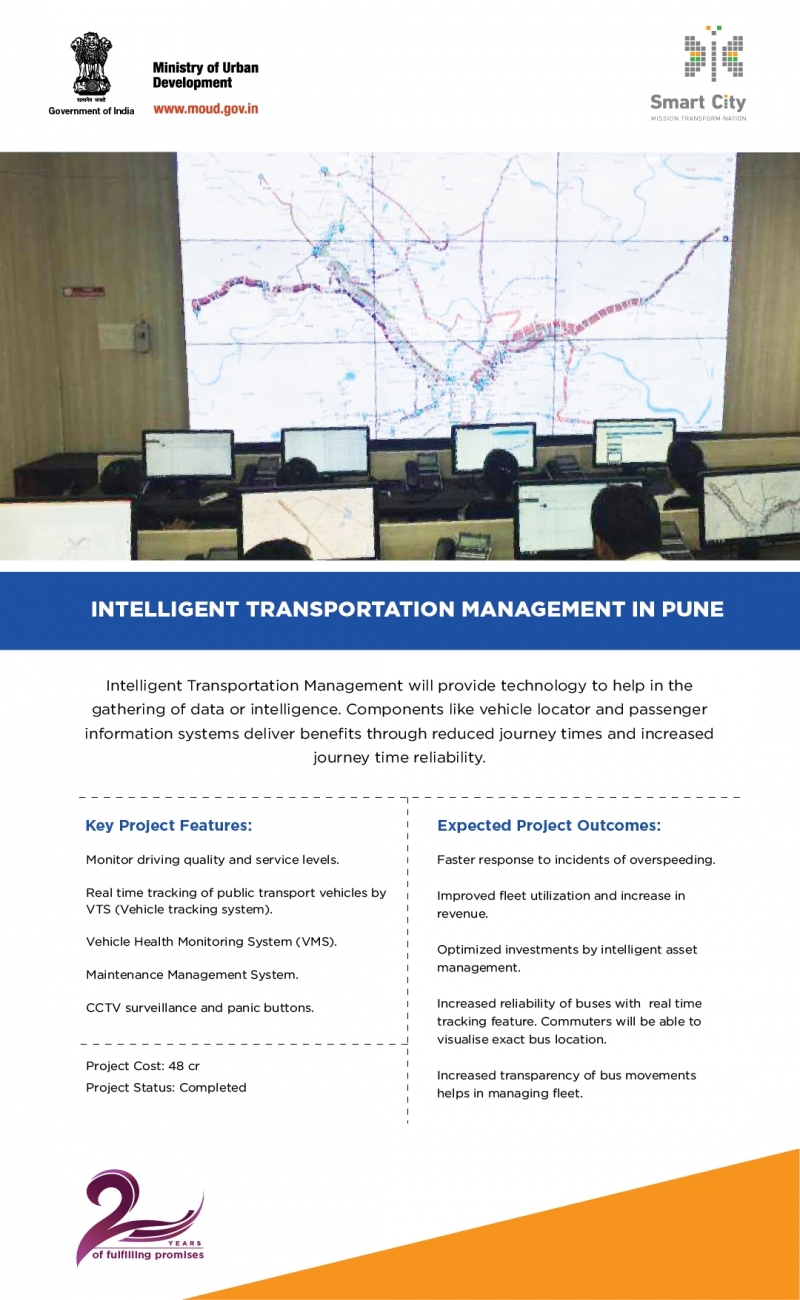 सत्यमेव जयते
Government of India
Ministry of Urban
Development
www.moud.gov.in
Smart City
MISSION TRANSFORM-NATION
INTELLIGENT TRANSPORTATION MANAGEMENT IN PUNE
Intelligent Transportation Management will provide technology to help in the
gathering of data or intelligence. Components like vehicle locator and passenger
information systems deliver benefits through reduced journey times and increased
journey time reliability.
Key Project Features:
Monitor driving quality and service levels.
Real time tracking of public transport vehicles by
VTS (Vehicle tracking system).
Vehicle Health Monitoring System (VMS).
Maintenance Management System.
CCTV surveillance and panic buttons.
Project Cost: 48 cr
Project Status: Completed
Expected Project Outcomes:
Faster response to incidents of overspeeding.
Improved fleet utilization and increase in
revenue.
Optimized investments by intelligent asset
management.
Increased reliability of buses with real time
tracking feature. Commuters will be able to
visualise exact bus location.
Increased transparency of bus movements
helps in managing fleet.
2
YEARS
of fulfilling promises